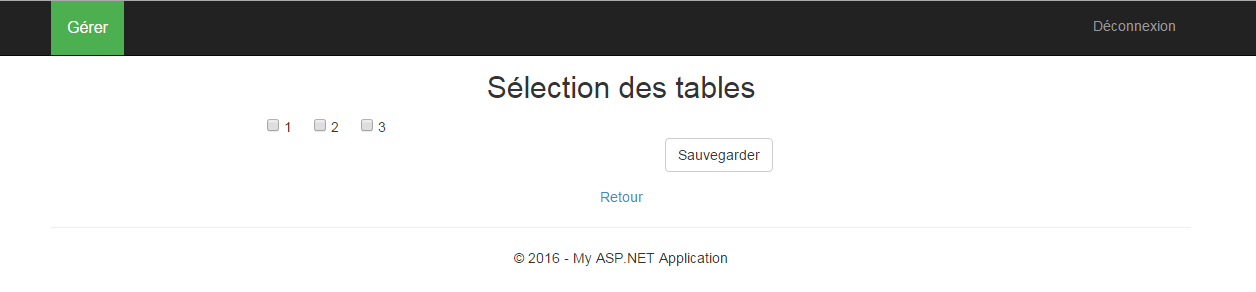 Gérer Déconnexion
Sélection des tables
1 2 3
Sauvegarder
Retour
© 2016 - My ASP.NET Application